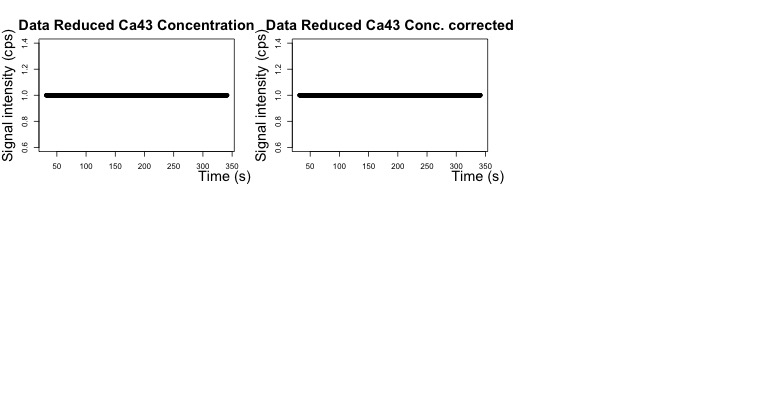 Data Reduced Ca43 Concentration
Signal intensity (cps)
1.4
1.2
1.0
0.8
0.6
50 100 150 200 250 300 350
Time (s)
Data Reduced Ca43 Conc. corrected
Signal intensity (cps)
1.4
1.2
1.0
0.8
0.6
50 100 150 200 250 300 350
Time (s)